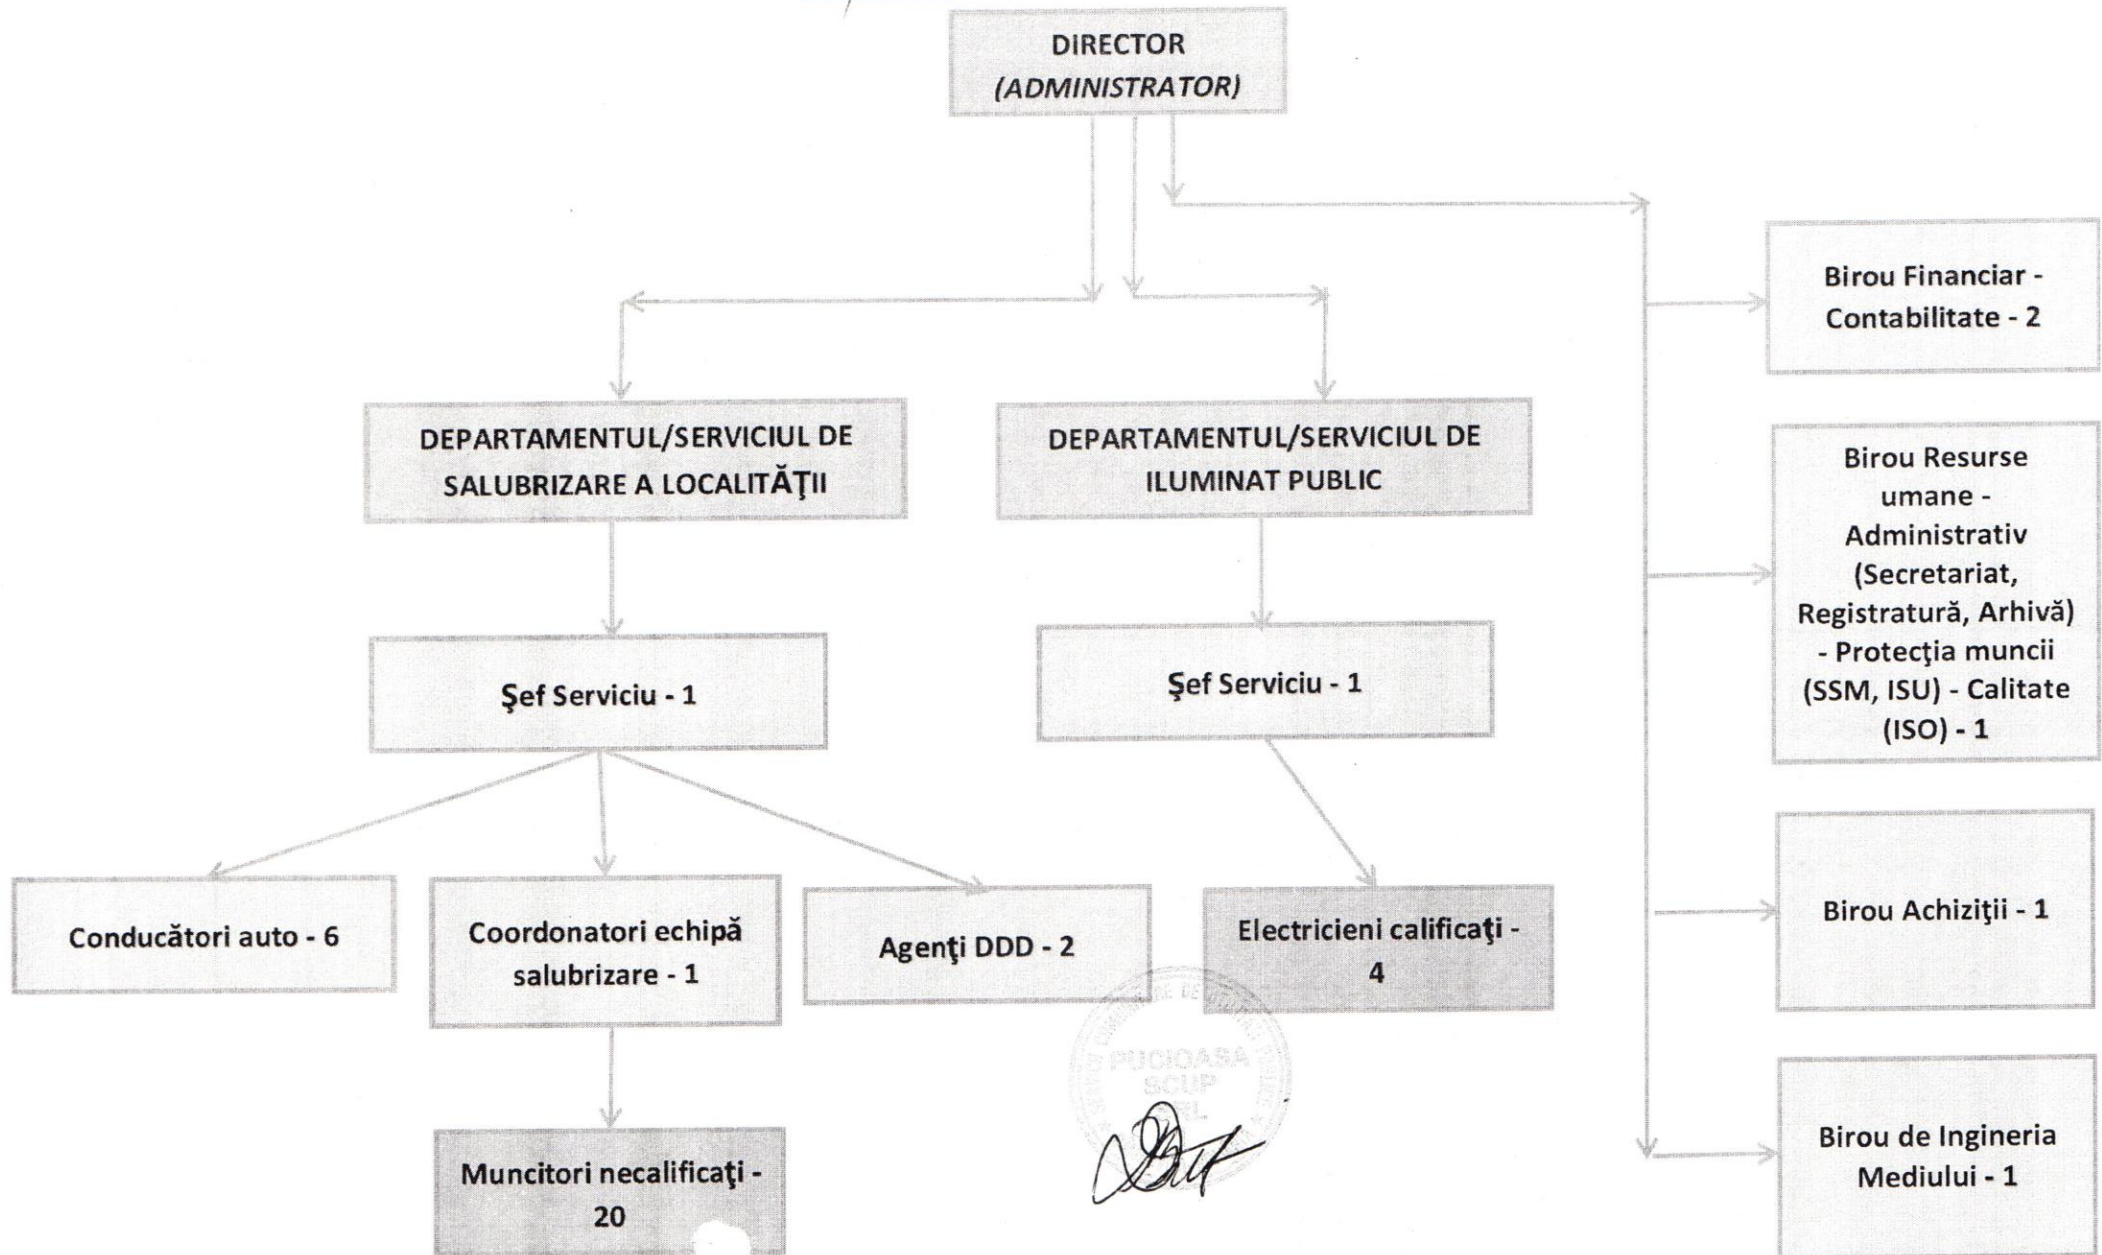 DIRECTOR
(ADMINISTRATOR)
Birou Financiar -
Contabilitate - 2
DEPARTAMENTUL/SERVICIUL DE
SALUBRIZARE A LOCALITĂŢII
DEPARTAMENTUL/SERVICIUL DE
ILUMINAT PUBLIC
Birou Resurse
umane -
Administrativ
(Secretariat,
Registratură, Arhivă)
- Protecţia muncii
(SSM, ISU) - Calitate
(ISO) - 1
Şef Serviciu - 1
Şef Serviciu - 1
Conducători auto - 6
Coordonatori echipă
salubrizare - 1
Agenţi DDD - 2
Electricieni calificaţi -
4
Birou Achiziţii - 1
PUCIOASA
SCUP
Muncitori necalificaţi -
20
Birou de Ingineria
Mediului - 1